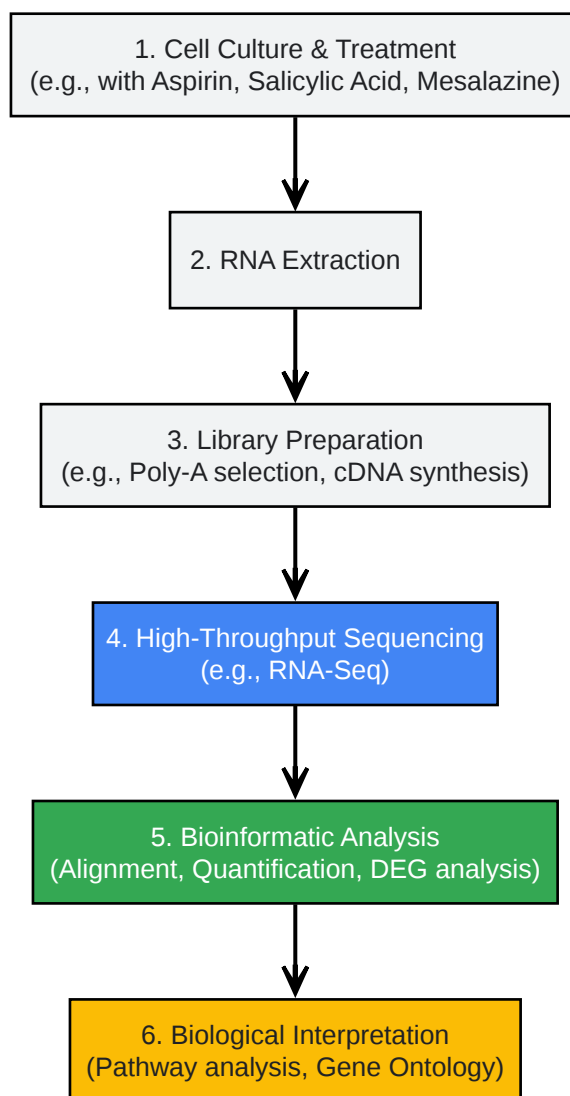 1. Cell Culture & Treatment
(e.g., with Aspirin, Salicylic Acid, Mesalazine)
2. RNA Extraction
3. Library Preparation
(e.g., Poly-A selection, cDNA synthesis)
4. High-Throughput Sequencing
(e.g., RNA-Seq)
5. Bioinformatic Analysis
(Alignment, Quantification, DEG analysis)
6. Biological Interpretation
(Pathway analysis, Gene Ontology)